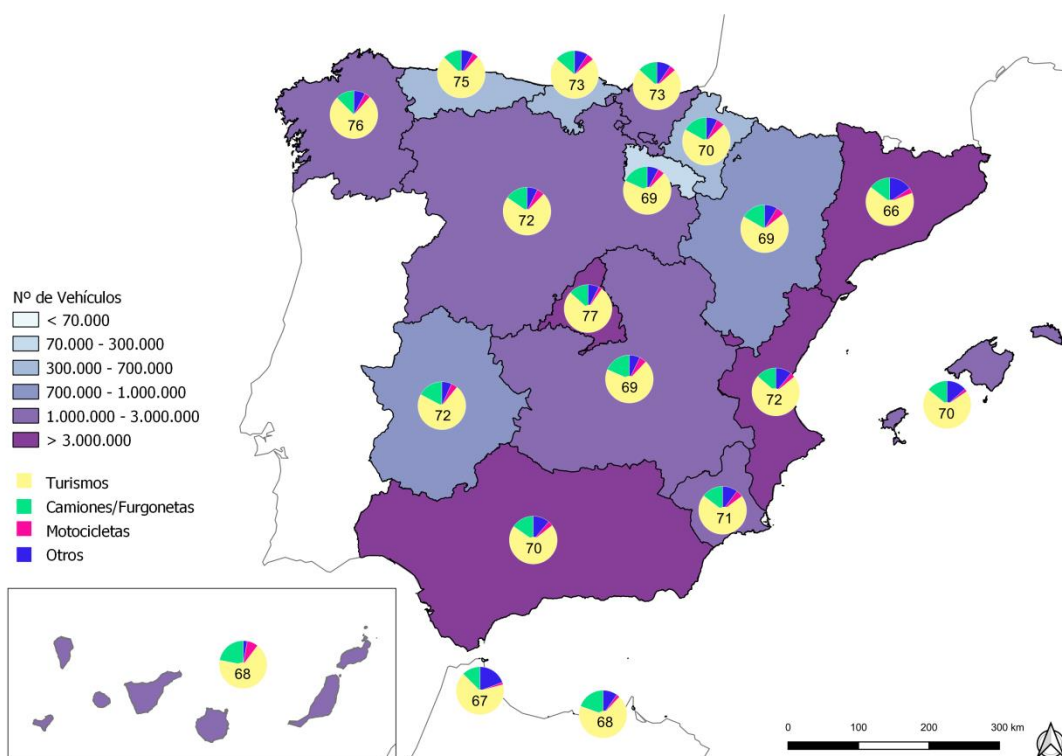 75
73
73
76
70
69
66
72
69
77
69
72
72
70
71
70
Nº de Vehículos
< 70.000
70.000 - 300.000
300.000 - 700.000
700.000 - 1.000.000
1.000.000 - 3.000.000
> 3.000.000
Turismos
Camiones/Furgonetas
Motocicletas
Otros
68
67
68
0 100 200 300 km